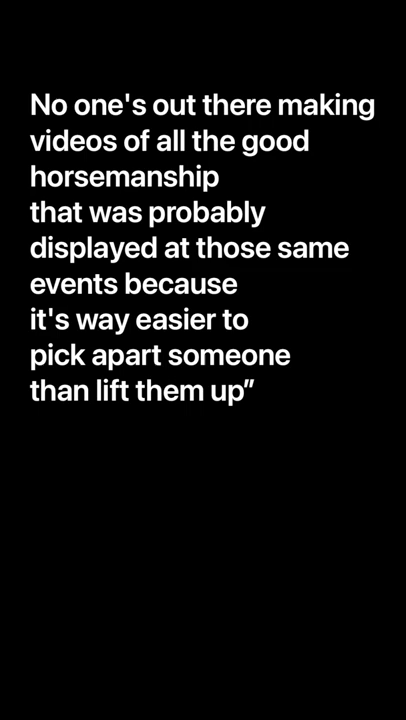 No one's out there making
videos of all the good
horsemanship
that was probably
displayed at those same
events because
it's way easier to
pick apart someone
than lift them up”